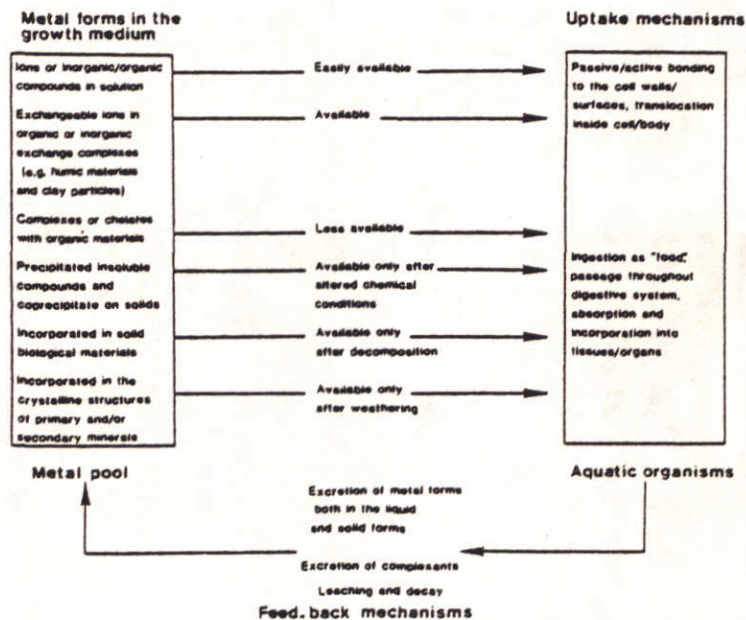 Metal forms in the
growth medium
Uptake mechanisms
Ions or inorganic/organic
compounds in solution
Easily available
Passive/active bonding
to the cell walls/
surfaces, translocation
inside cell/body
Exchangeable ions in
organic or inorganic
exchange complexes
(e.g. humic materials
and clay particles)
Available
Complexes or chelates
with organic materials
Less available
Precipitated insoluble
compounds and
coprecipitate on solids
Available only after
altered chemical
conditions
Ingestion as "food",
passage throughout
digestive system,
absorption and
incorporation into
tissues/organs
Incorporated in solid
biological materials
Available only
after decomposition
Incorporated in the
crystalline structures
of primary and/or
secondary minerals
Available only
after weathering
Metal pool
Aquatic organisms
Excretion of metal forms
both in the liquid
and solid forms
Excretion of complexants
Leaching and decay
Feed.back mechanisms